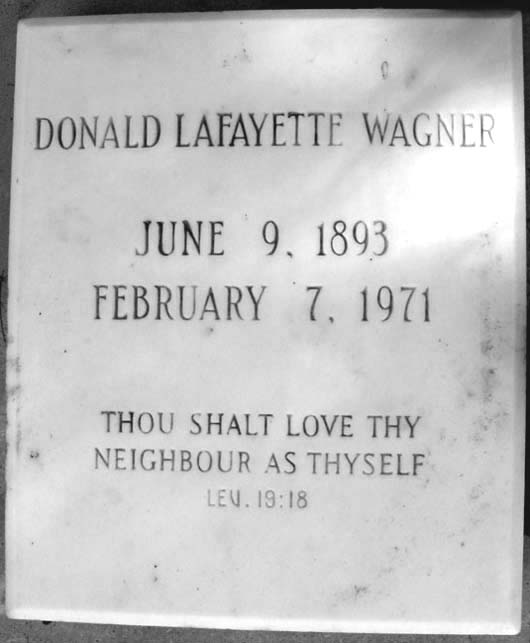 DONALD LAFAYETTE WAGNER
JUNE 9, 1893
FEBRUARY 7, 1971
THOU SHALT LOVE THY
NEIGHBOUR AS THYSELF
LEV. 19:18